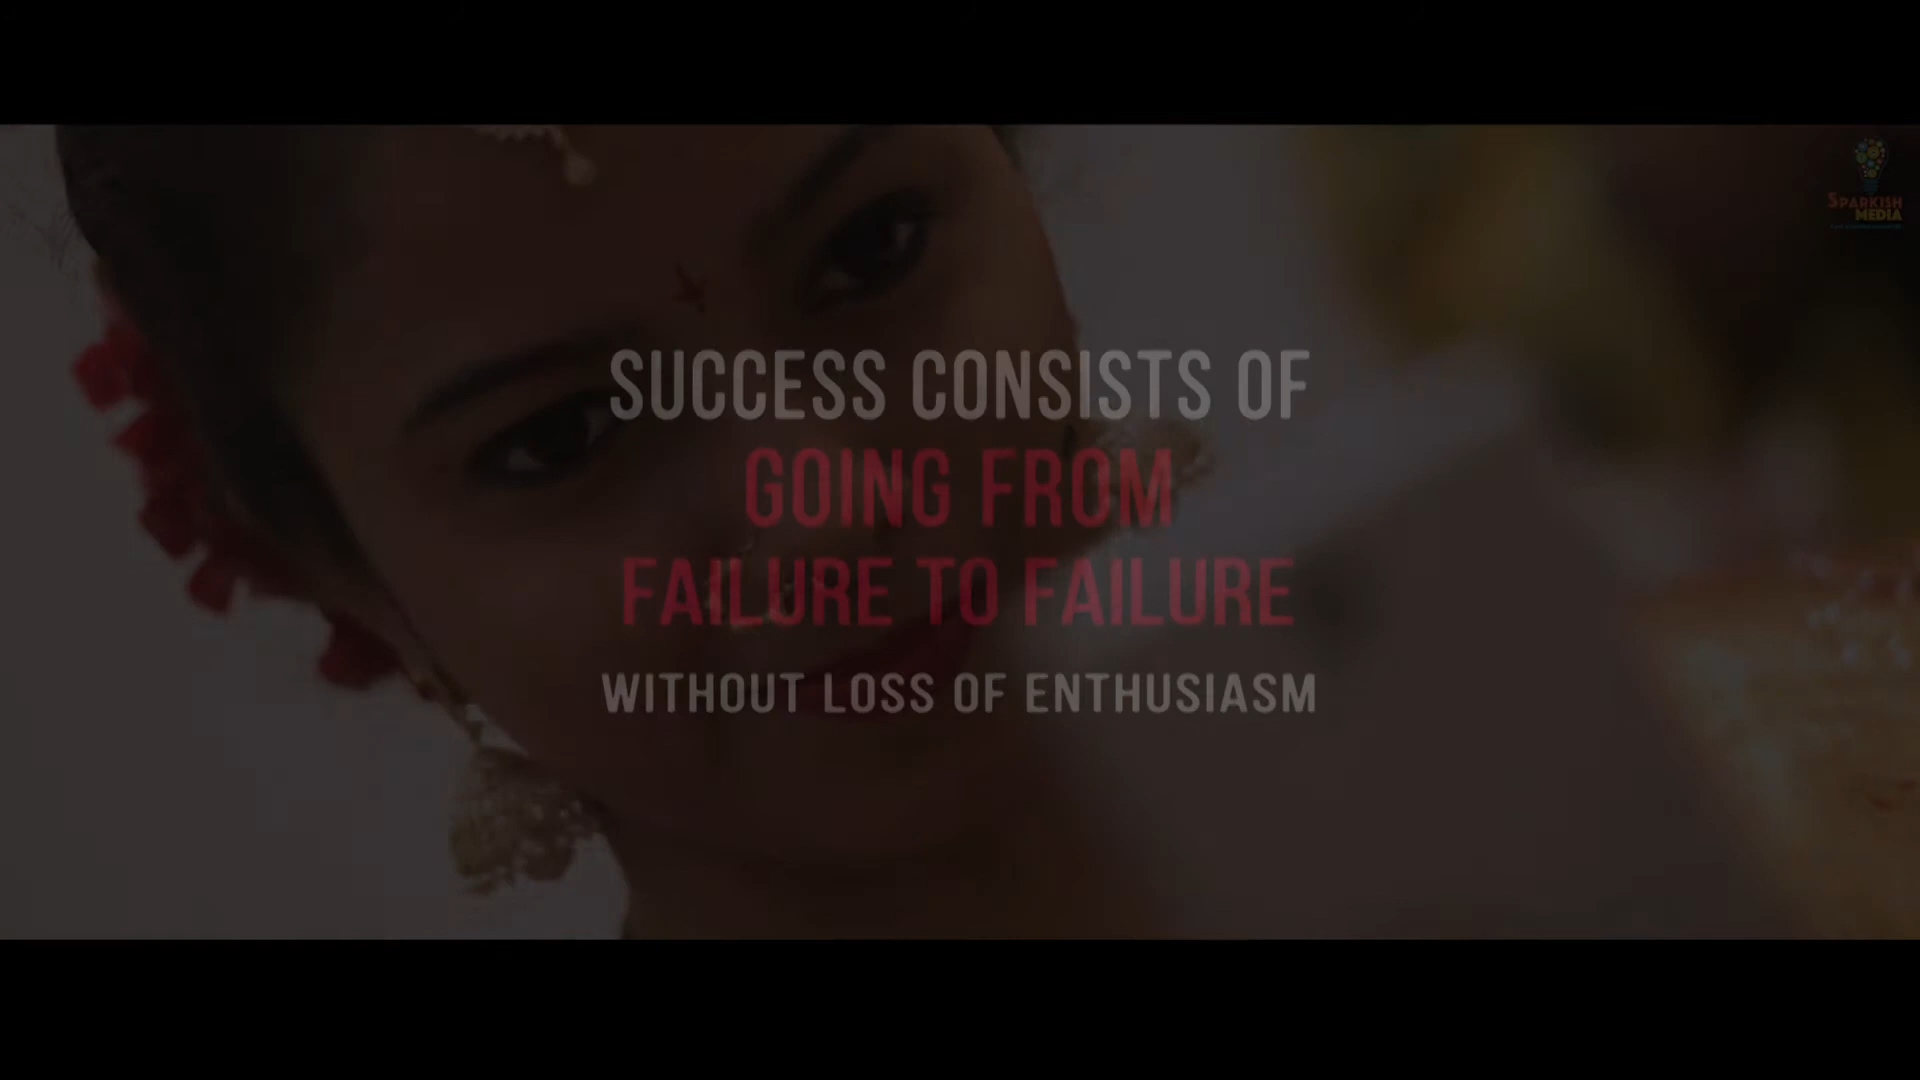 SPARKISH
MEDIA
SUCCESS CONSISTS OF
GOING FROM
FAILURE TO FAILURE
WITHOUT LOSS OF ENTHUSIASM